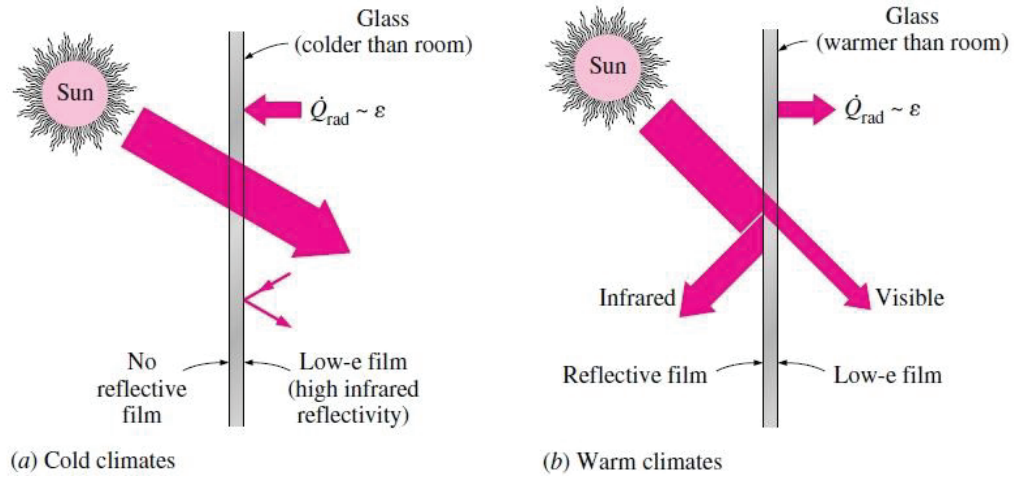 Glass
(colder than room)
Sun
Q̇rad ~ ε
No
reflective
film
Low-e film
(high infrared
reflectivity)
(a) Cold climates
Glass
(warmer than room)
Sun
Q̇rad ~ ε
Infrared
Visible
Reflective film
Low-e film
(b) Warm climates